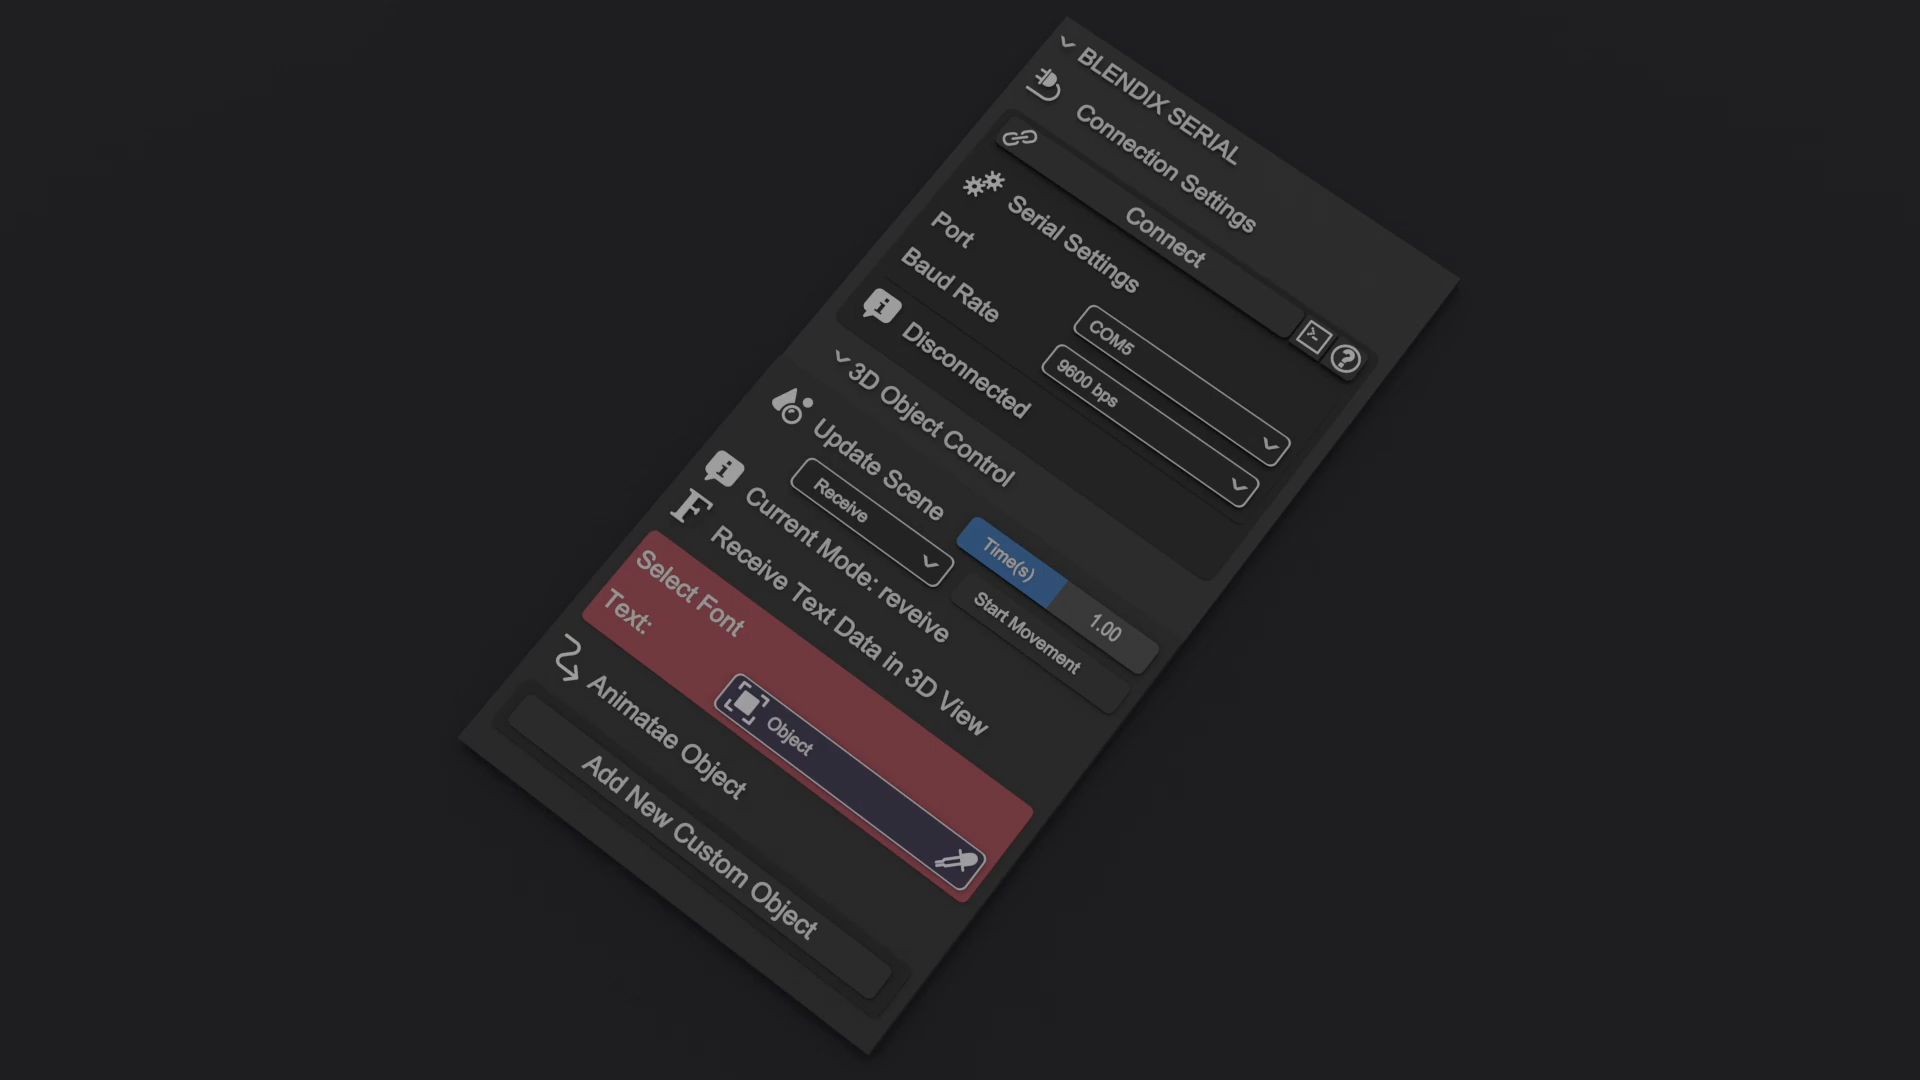 BLENDIX SERIAL
Connection Settings
Connect
Serial Settings
Port
COM5
Baud Rate
9600 bps
Disconnected
3D Object Control
Update Scene
Receive
Time(s) 1.00
Start Movement
Current Mode: reveive
Receive Text Data in 3D View
Select Font
Text:
Object
Animatae Object
Add New Custom Object